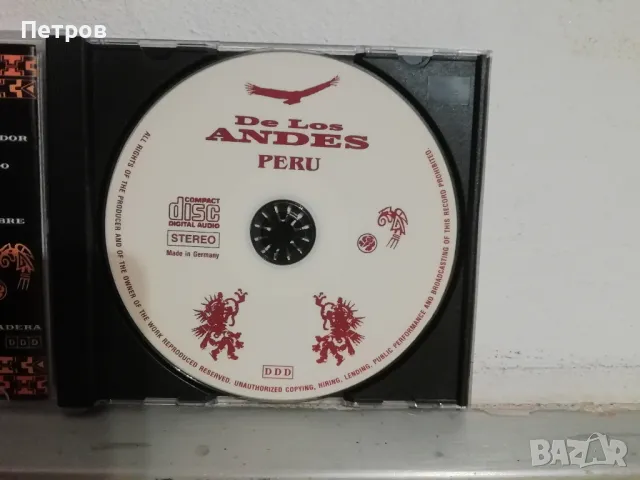 Петров
De Los
ANDES
PERU
COMPACT
disc
DIGITAL AUDIO
STEREO
Made in Germany
DDD
ALL RIGHTS OF THE PRODUCER AND OF THE OWNER OF THE WORK REPRODUCED RESERVED. UNAUTHORIZED COPYING, HIRING, LENDING, PUBLIC PERFORMANCE AND BROADCASTING OF THIR RECORD PROHIBITED.
DOR
DO
BRE
ADERA
DDD
BAZAR